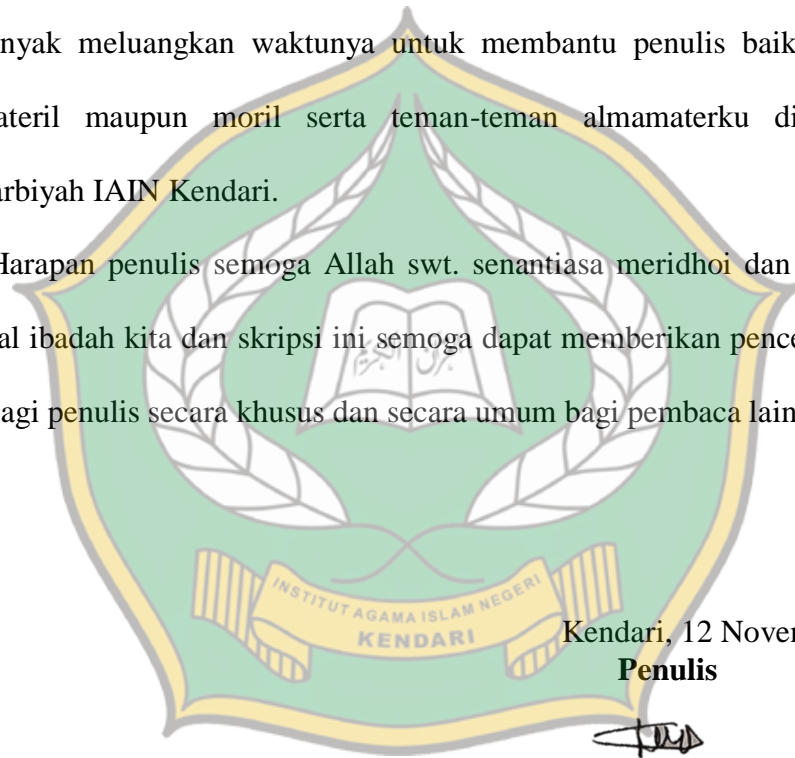 nyak meluangkan waktunya untuk membantu penulis baik
ateril maupun moril serta teman-teman almamaterku di
arbiyah IAIN Kendari.
Harapan penulis semoga Allah swt. senantiasa meridhoi dan
al ibadah kita dan skripsi ini semoga dapat memberikan pence
agi penulis secara khusus dan secara umum bagi pembaca lain
INSTITUT AGAMA ISLAM NEGERI
KENDARI
Kendari, 12 Nove
Penulis